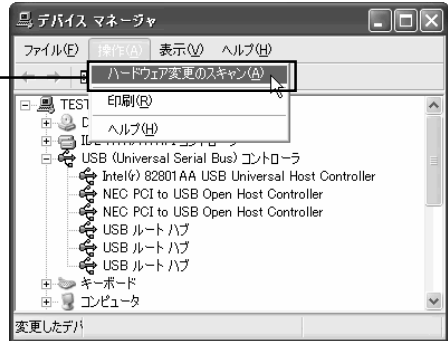 デバイス マネージャ
ファイル(F) 操作(A) 表示(V) ヘルプ(H)
ハードウェア変更のスキャン(A)
印刷(R)
ヘルプ(H)
TEST
USB (Universal Serial Bus) コントローラ
Intel(r) 82801AA USB Universal Host Controller
NEC PCI to USB Open Host Controller
NEC PCI to USB Open Host Controller
USB ルート ハブ
USB ルート ハブ
USB ルート ハブ
キーボード
コンピュータ
変更したデバ